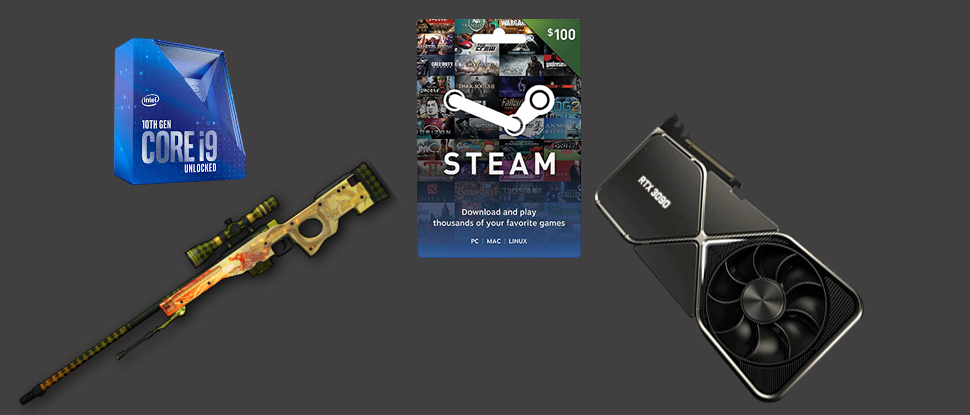 intel
10TH GEN
CORE i9
UNLOCKED
$100
STEAM
Download and play
thousands of your favorite games
PC | MAC | LINUX
RTX 3090